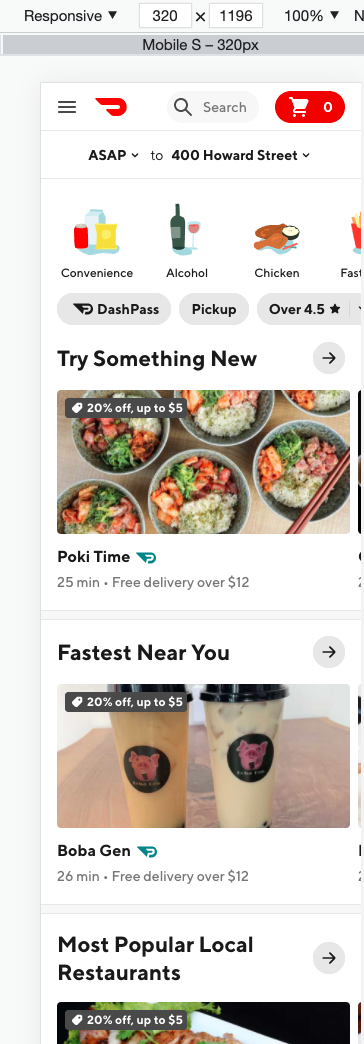 Responsive ▼ 320 × 1196 100% ▼ N
Mobile S – 320px
Search 0
ASAP to 400 Howard Street
Convenience Alcohol Chicken Fast
DashPass Pickup Over 4.5 ★
Try Something New
20% off, up to $5
Poki Time
25 min • Free delivery over $12
Fastest Near You
20% off, up to $5
Boba Gen
26 min • Free delivery over $12
Most Popular Local
Restaurants
20% off, up to $5